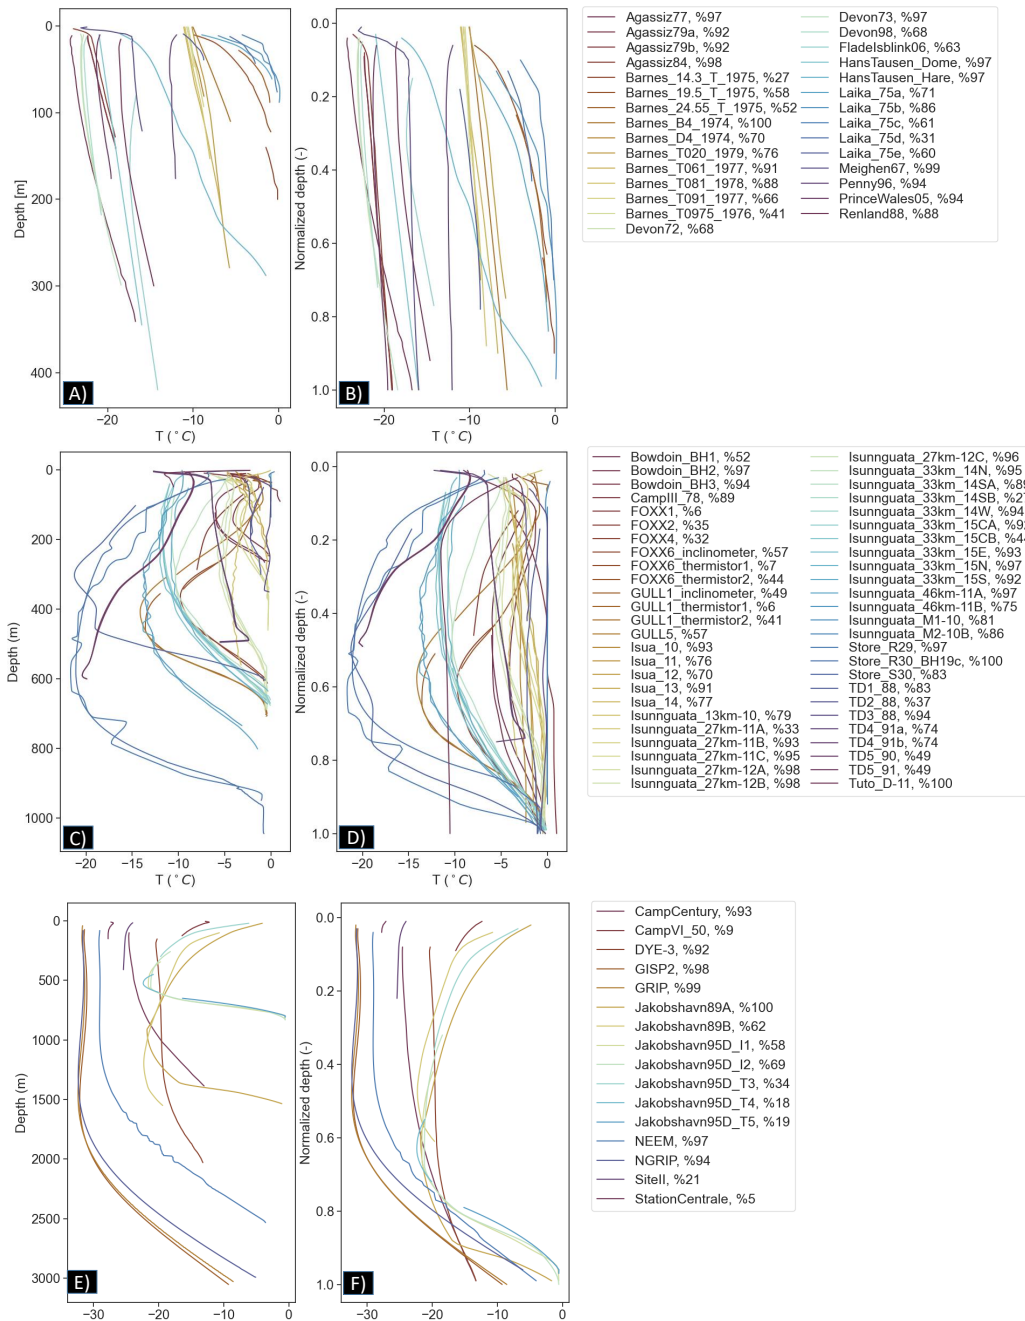 0
100
200
300
400
Depth [m]
−20
−10
0
T (°C)
A)
0.0
0.2
0.4
0.6
0.8
1.0
Normalized depth (-)
−20
−10
0
T (°C)
B)
Agassiz77, %97
Agassiz79a, %92
Agassiz79b, %92
Agassiz84, %98
Barnes_14.3_T_1975, %27
Barnes_19.5_T_1975, %58
Barnes_24.55_T_1975, %52
Barnes_B4_1974, %100
Barnes_D4_1974, %70
Barnes_T020_1979, %76
Barnes_T061_1977, %91
Barnes_T081_1978, %88
Barnes_T091_1977, %66
Barnes_T0975_1976, %41
Devon72, %68
Devon73, %97
Devon98, %68
FladeIsblink06, %63
HansTausen_Dome, %97
HansTausen_Hare, %97
Laika_75a, %71
Laika_75b, %86
Laika_75c, %61
Laika_75d, %31
Laika_75e, %60
Meighen67, %99
Penny96, %94
PrinceWales05, %94
Renland88, %88
0
200
400
600
800
1000
Depth (m)
−20
−15
−10
−5
0
T (°C)
C)
0.0
0.2
0.4
0.6
0.8
1.0
Normalized depth (-)
−20
−15
−10
−5
0
T (°C)
D)
Bowdoin_BH1, %52
Bowdoin_BH2, %97
Bowdoin_BH3, %94
CampIII_78, %89
FOXX1, %6
FOXX2, %35
FOXX4, %32
FOXX6_inclinometer, %57
FOXX6_thermistor1, %7
FOXX6_thermistor2, %44
GULL1_inclinometer, %49
GULL1_thermistor1, %6
GULL1_thermistor2, %41
GULL5, %57
Isua_10, %93
Isua_11, %76
Isua_12, %70
Isua_13, %91
Isua_14, %77
Isunnguata_13km-10, %79
Isunnguata_27km-11A, %33
Isunnguata_27km-11B, %93
Isunnguata_27km-11C, %95
Isunnguata_27km-12A, %98
Isunnguata_27km-12B, %98
Isunnguata_27km-12C, %96
Isunnguata_33km_14N, %95
Isunnguata_33km_14SA, %89
Isunnguata_33km_14SB, %27
Isunnguata_33km_14W, %94
Isunnguata_33km_15CA, %92
Isunnguata_33km_15CB, %44
Isunnguata_33km_15E, %93
Isunnguata_33km_15N, %97
Isunnguata_33km_15S, %92
Isunnguata_46km-11A, %97
Isunnguata_46km-11B, %75
Isunnguata_M1-10, %81
Isunnguata_M2-10B, %86
Store_R29, %97
Store_R30_BH19c, %100
Store_S30, %83
TD1_88, %83
TD2_88, %37
TD3_88, %94
TD4_91a, %74
TD4_91b, %74
TD5_90, %49
TD5_91, %49
Tuto_D-11, %100
0
500
1000
1500
2000
2500
3000
Depth (m)
−30
−20
−10
0
E)
0.0
0.2
0.4
0.6
0.8
1.0
Normalized depth (-)
−30
−20
−10
0
F)
CampCentury, %93
CampVI_50, %9
DYE-3, %92
GISP2, %98
GRIP, %99
Jakobshavn89A, %100
Jakobshavn89B, %62
Jakobshavn95D_I1, %58
Jakobshavn95D_I2, %69
Jakobshavn95D_T3, %34
Jakobshavn95D_T4, %18
Jakobshavn95D_T5, %19
NEEM, %97
NGRIP, %94
SiteII, %21
StationCentrale, %5